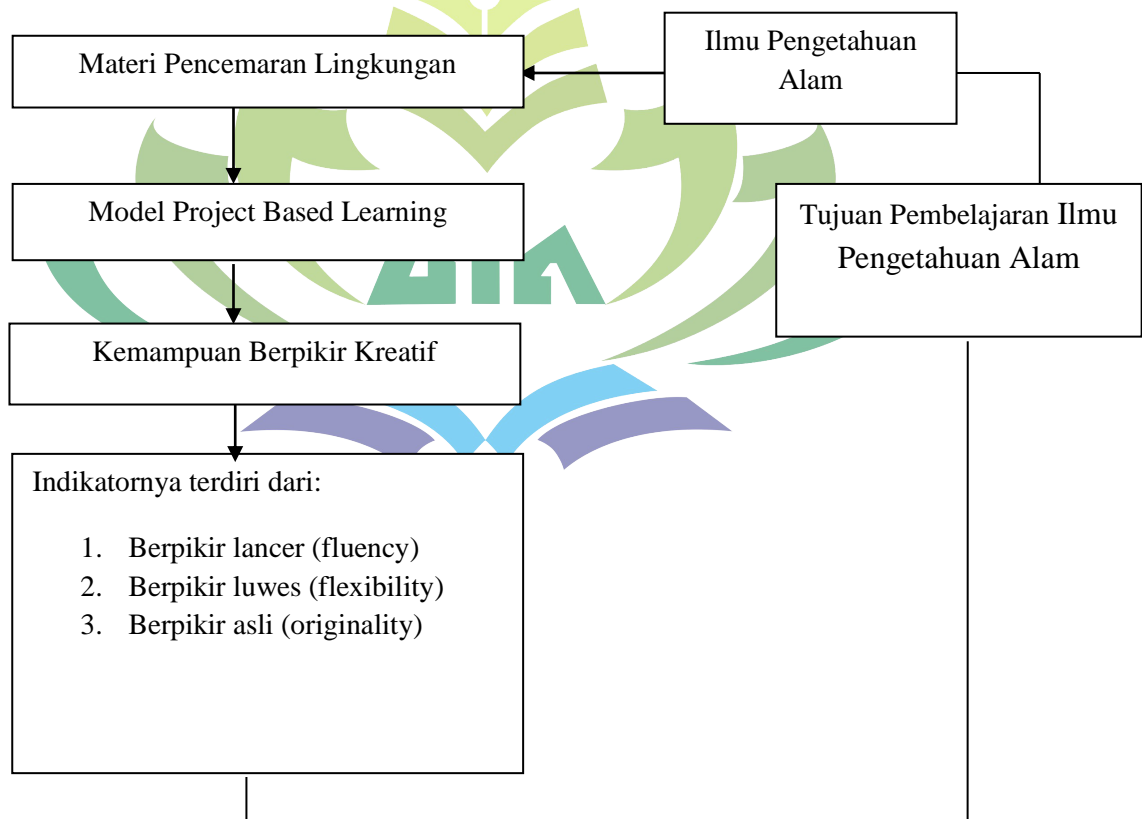 Ilmu Pengetahuan
Alam
Materi Pencemaran Lingkungan
Model Project Based Learning
Tujuan Pembelajaran Ilmu
Pengetahuan Alam
Kemampuan Berpikir Kreatif
Indikatornya terdiri dari:
1. Berpikir lancer (fluency)
2. Berpikir luwes (flexibility)
3. Berpikir asli (originality)